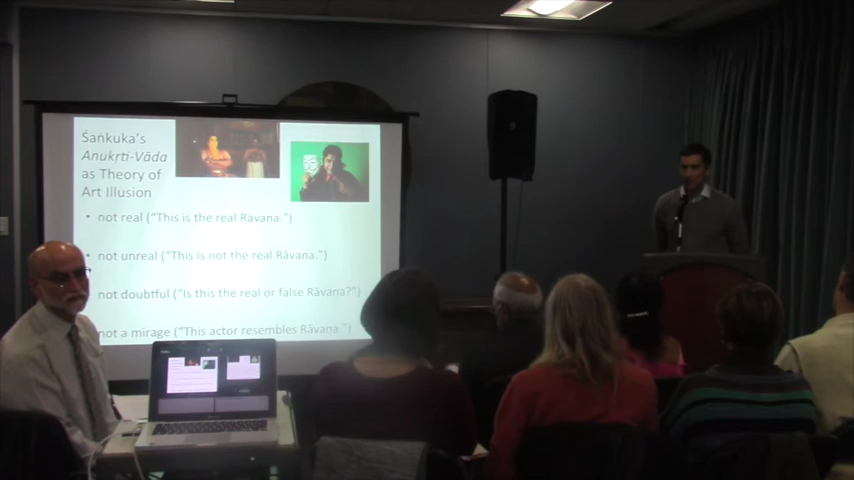 Śaṅkuka's
Anukṛti-Vāda
as Theory of
Art Illusion
• not real ("This is the real Rāvaṇa.")
• not unreal ("This is not the real Rāvaṇa.")
not doubtful ("Is this the real or false Rāvaṇa?")
not a mirage ("This actor resembles Rāvaṇa.")